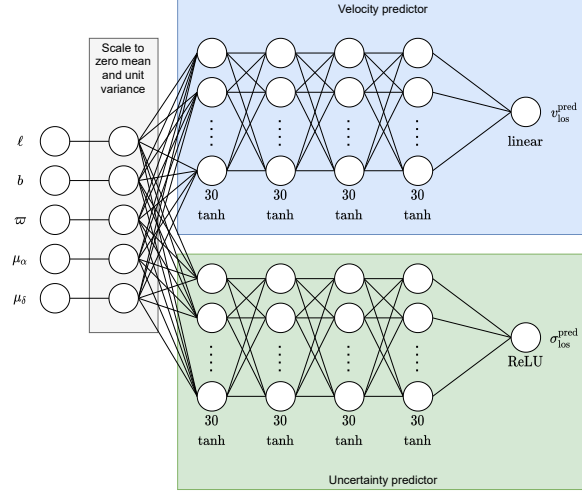 Velocity predictor
Scale to
zero mean
and unit
variance
ℓ
b
ϖ
μ_α
μ_δ
30 30 30 30
tanh tanh tanh tanh
v_los^pred
linear
30 30 30 30
tanh tanh tanh tanh
σ_los^pred
ReLU
Uncertainty predictor